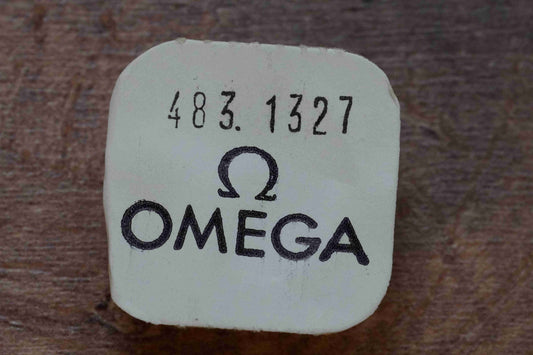 483. 1327
Ω
OMEGA